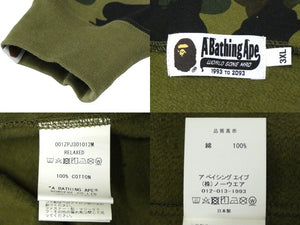 A Bathing Ape
WORLD GONE MAD
1993 TO 2093
3XL
001ZPJ301012M
RELAXED
100% COTTON
"A BATHING APE"
品質表示
綿 100%
ア ベイシング エイプ
(株) ノーウェア
012-013-1993
日本製